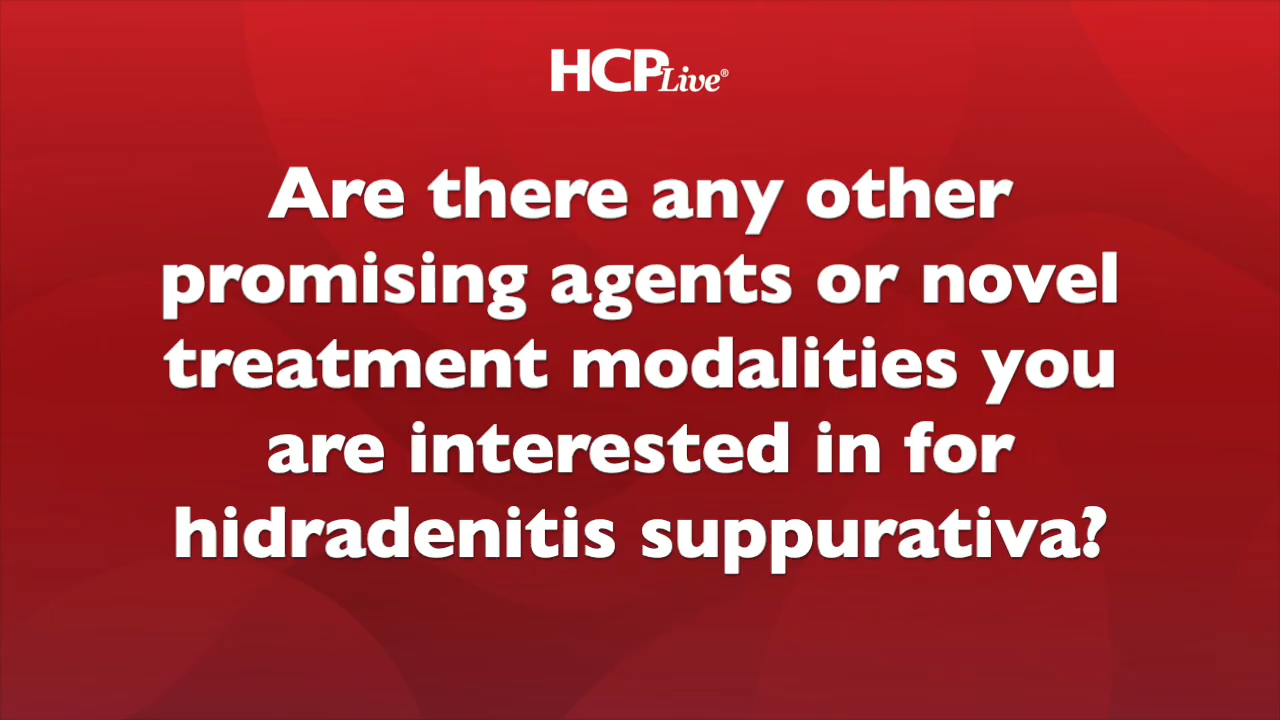 HCPLive®
Are there any other
promising agents or novel
treatment modalities you
are interested in for
hidradenitis suppurativa?